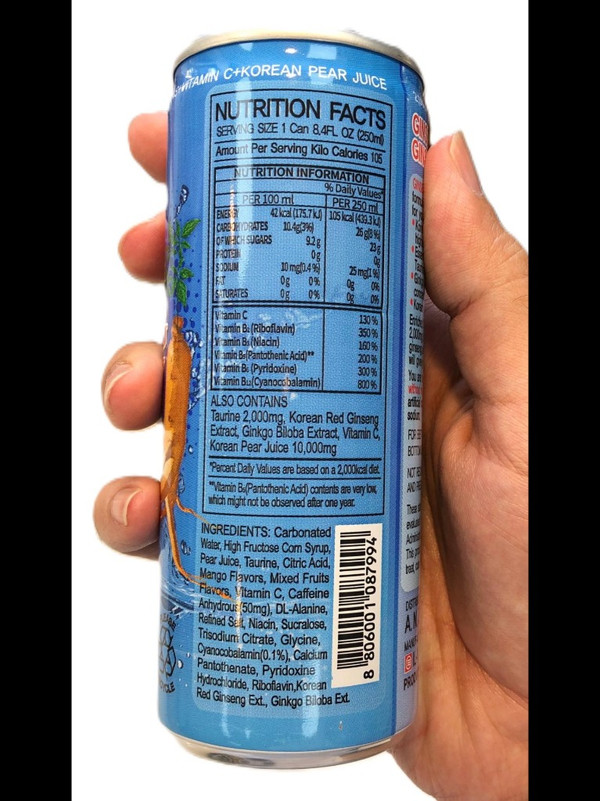 VITAMIN C+KOREAN PEAR JUICE
NUTRITION FACTS
SERVING SIZE 1 Can 8.4FL OZ (250ml)
Amount Per Serving Kilo Calories 105
NUTRITION INFORMATION
% Daily Values*
PER 100 ml PER 250 ml
ENERGY 42 kcal (175.7 kJ) 105 kcal (439.3 kJ)
CARBOHYDRATES 10.4g(3%) 26 g(8 %)
OF WHICH SUGARS 9.2 g 23 g
PROTEIN 0 g 0g
SODIUM 10 mg(0.4 %) 25 mg(1 %)
FAT 0 g 0% 0g 0%
SATURATES 0 g 0% 0g 0%
Vitamin C 130 %
Vitamin B2 (Riboflavin) 350 %
Vitamin B3 (Niacin) 160 %
Vitamin B5(Pantothenic Acid)** 200 %
Vitamin B6 (Pyridoxine) 300 %
Vitamin B12(Cyanocobalamin) 800 %
ALSO CONTAINS
Taurine 2,000mg, Korean Red Ginseng
Extract, Ginkgo Biloba Extract, Vitamin C,
Korean Pear Juice 10,000mg
*Percent Daily Values are based on a 2,000kcal diet.
**Vitamin B5(Pantothenic Acid) contents are very low,
which might not be observed after one year.
INGREDIENTS: Carbonated
Water, High Fructose Corn Syrup,
Pear Juice, Taurine, Citric Acid,
Mango Flavors, Mixed Fruits
Flavors, Vitamin C, Caffeine
Anhydrous(50mg), DL-Alanine,
Refined Salt, Niacin, Sucralose,
Trisodium Citrate, Glycine,
Cyanocobalamin(0.1%), Calcium
Pantothenate, Pyridoxine
Hydrochloride, Riboflavin,Korean
Red Ginseng Ext., Ginkgo Biloba Ext.
8 806001 087994